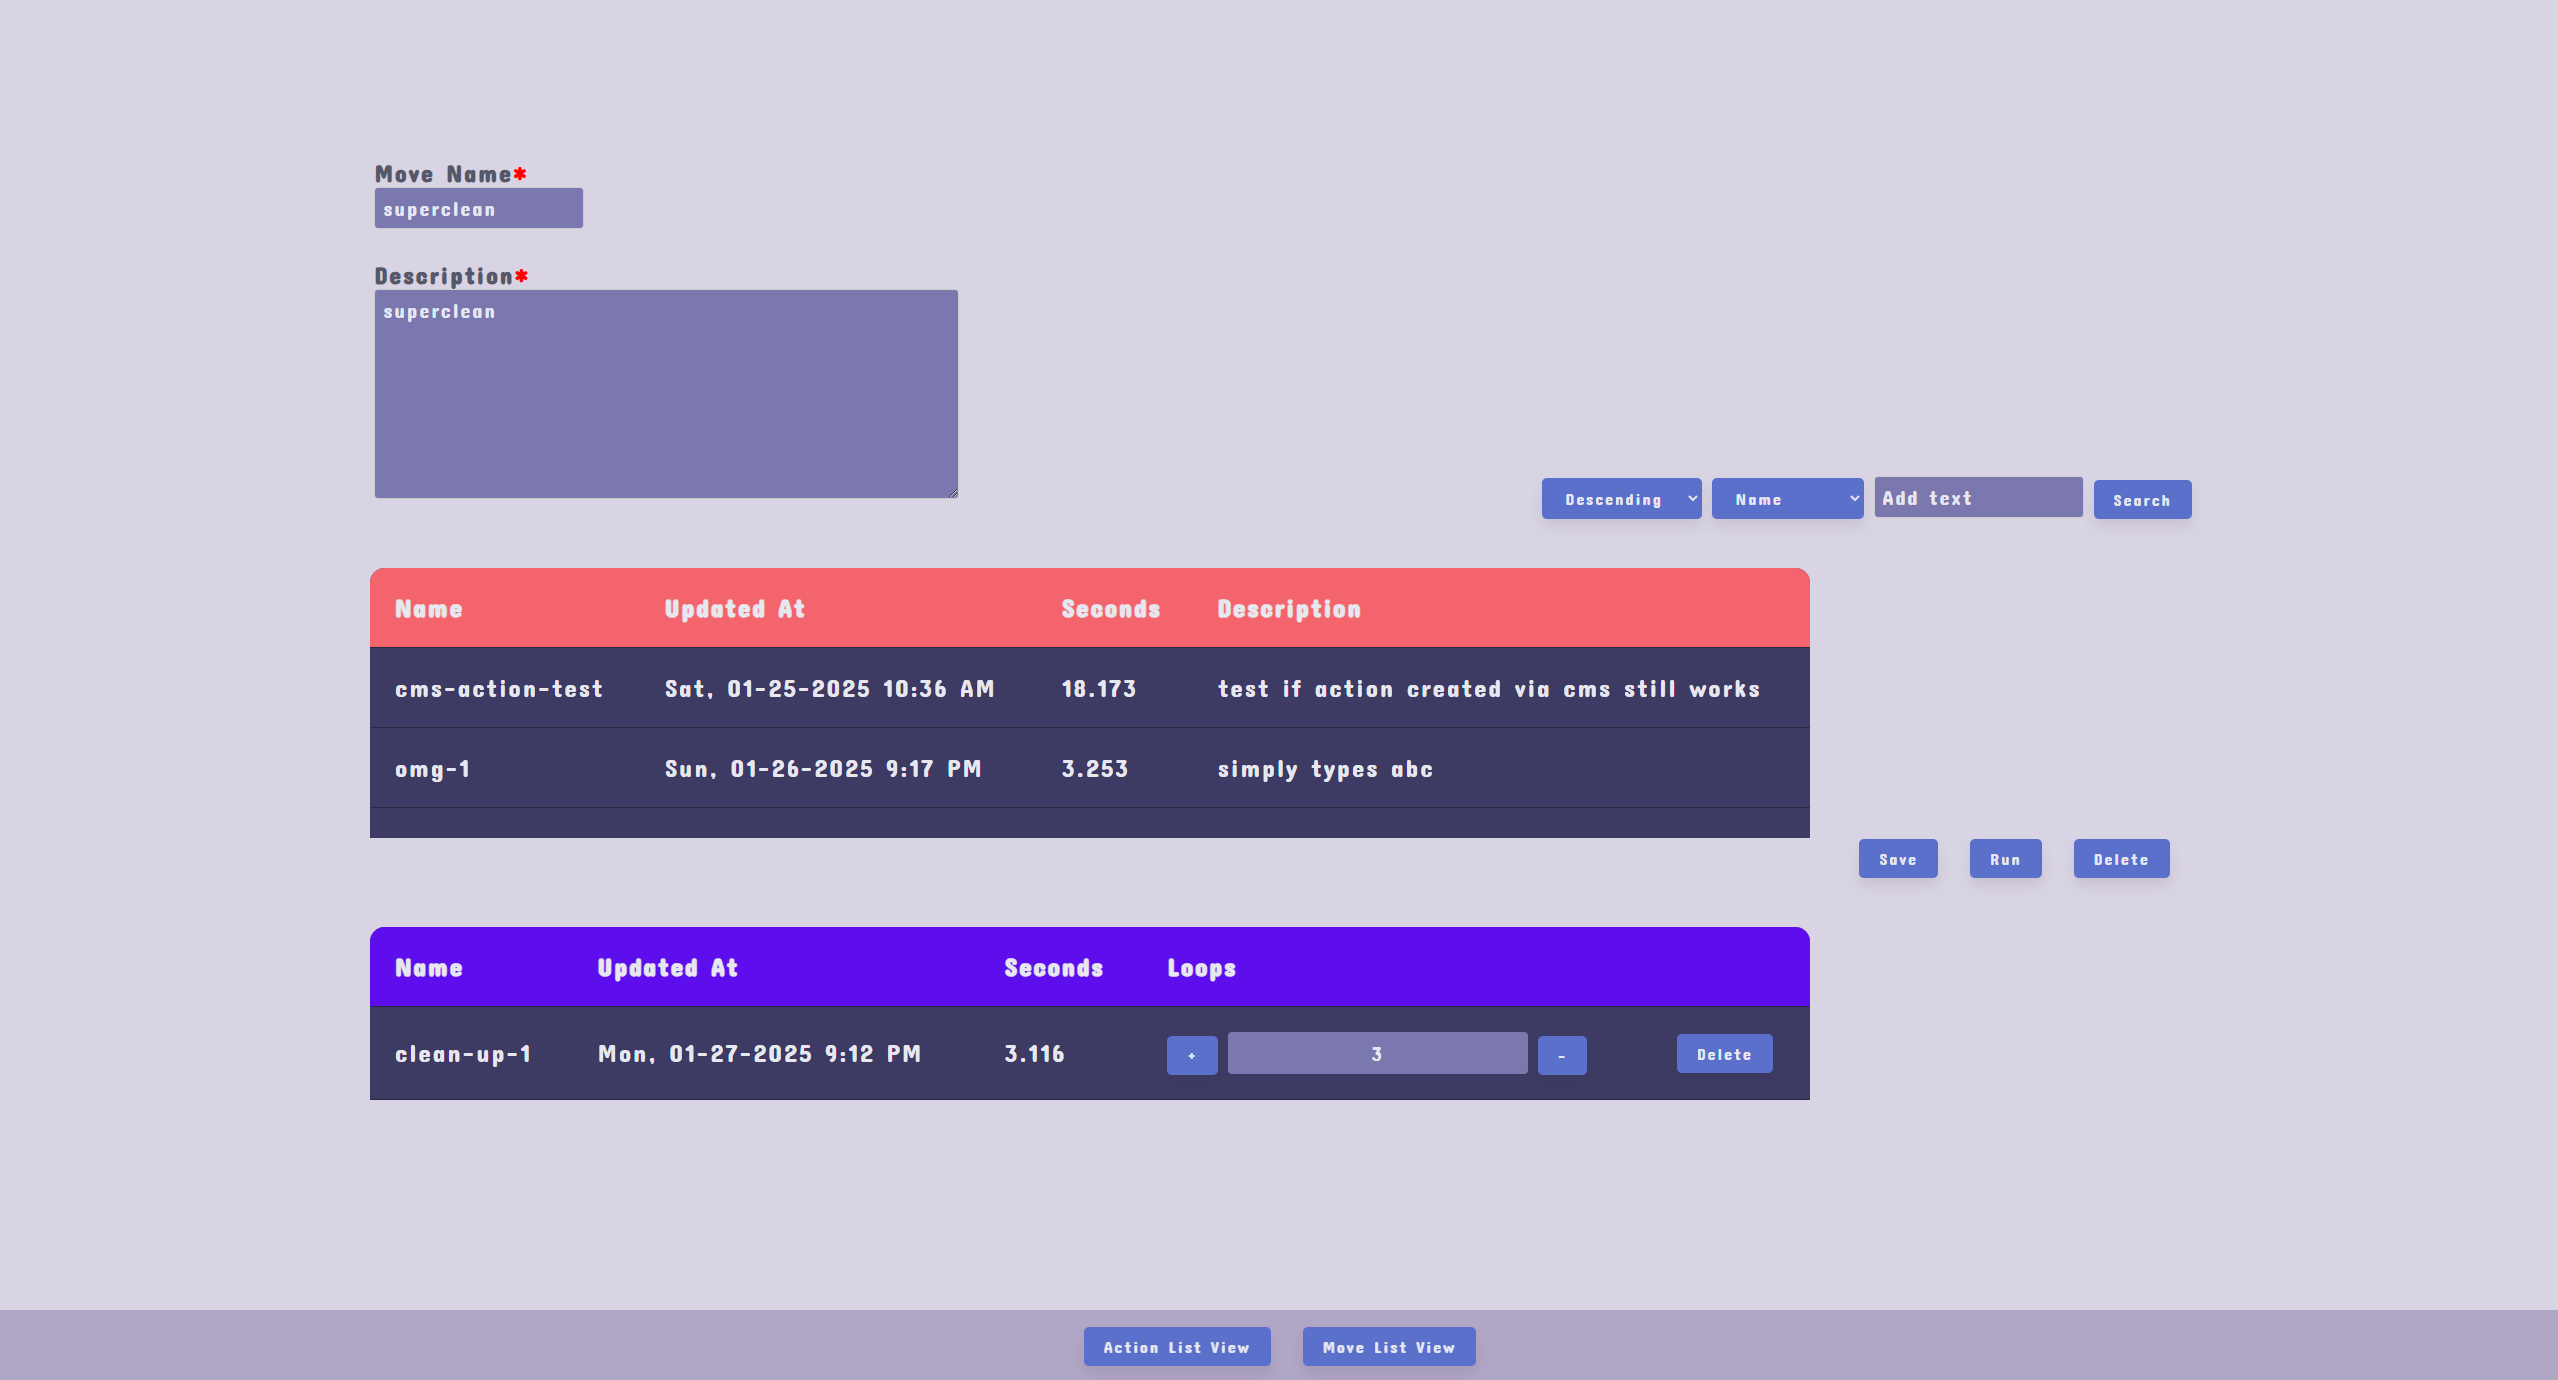 Move Name*
superclean
Description*
superclean
Descending Name Add text Search
Name Updated At Seconds Description
cms-action-test Sat, 01-25-2025 10:36 AM 18.173 test if action created via cms still works
omg-1 Sun, 01-26-2025 9:17 PM 3.253 simply types abc
Save Run Delete
Name Updated At Seconds Loops
clean-up-1 Mon, 01-27-2025 9:12 PM 3.116 + 3 - Delete
Action List View Move List View